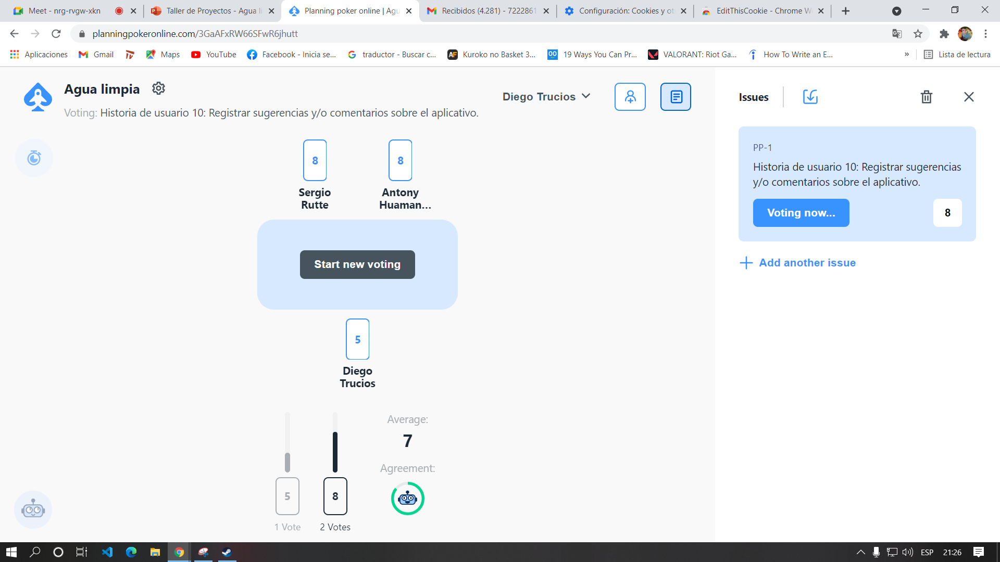 Meet - nrg-rvgw-xkn
Taller de Proyectos - Agua li
Planning poker online | Agu
Recibidos (4.281) - 7222861
Configuración: Cookies y ot
EditThisCookie - Chrome W
planningpokeronline.com/3GaAFxRW66SFwR6jhutt
Aplicaciones
Gmail
Maps
YouTube
Facebook - Inicia se...
traductor - Buscar c...
Kuroko no Basket 3...
19 Ways You Can Pr...
VALORANT: Riot Ga...
How To Write an E...
»
Lista de lectura
Agua limpia
Voting: Historia de usuario 10: Registrar sugerencias y/o comentarios sobre el aplicativo.
Diego Trucios
8
Sergio
Rutte
8
Antony
Huaman...
Start new voting
5
Diego
Trucios
5
1 Vote
8
2 Votes
Average:
7
Agreement:
Issues
PP-1
Historia de usuario 10: Registrar sugerencias
y/o comentarios sobre el aplicativo.
Voting now...
8
Add another issue
ESP
21:26